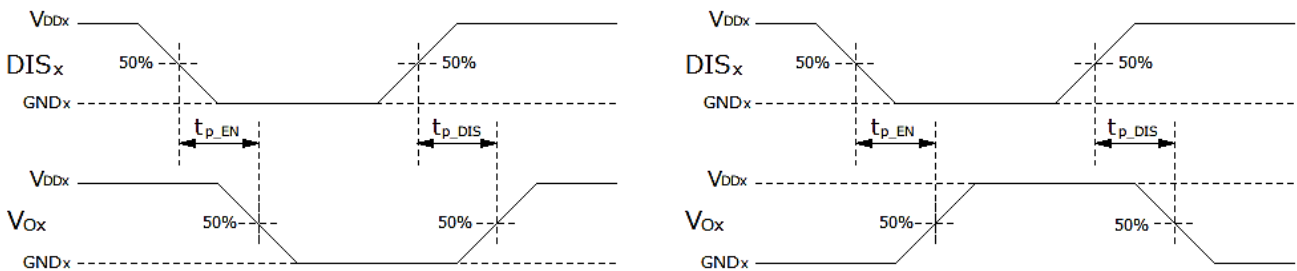 VDDx
DISx
50%
50%
GNDx
tp_EN
tp_DIS
VDDx
VOx
50%
50%
GNDx
VDDx
DISx
50%
50%
GNDx
tp_EN
tp_DIS
VDDx
VOx
50%
50%
GNDx